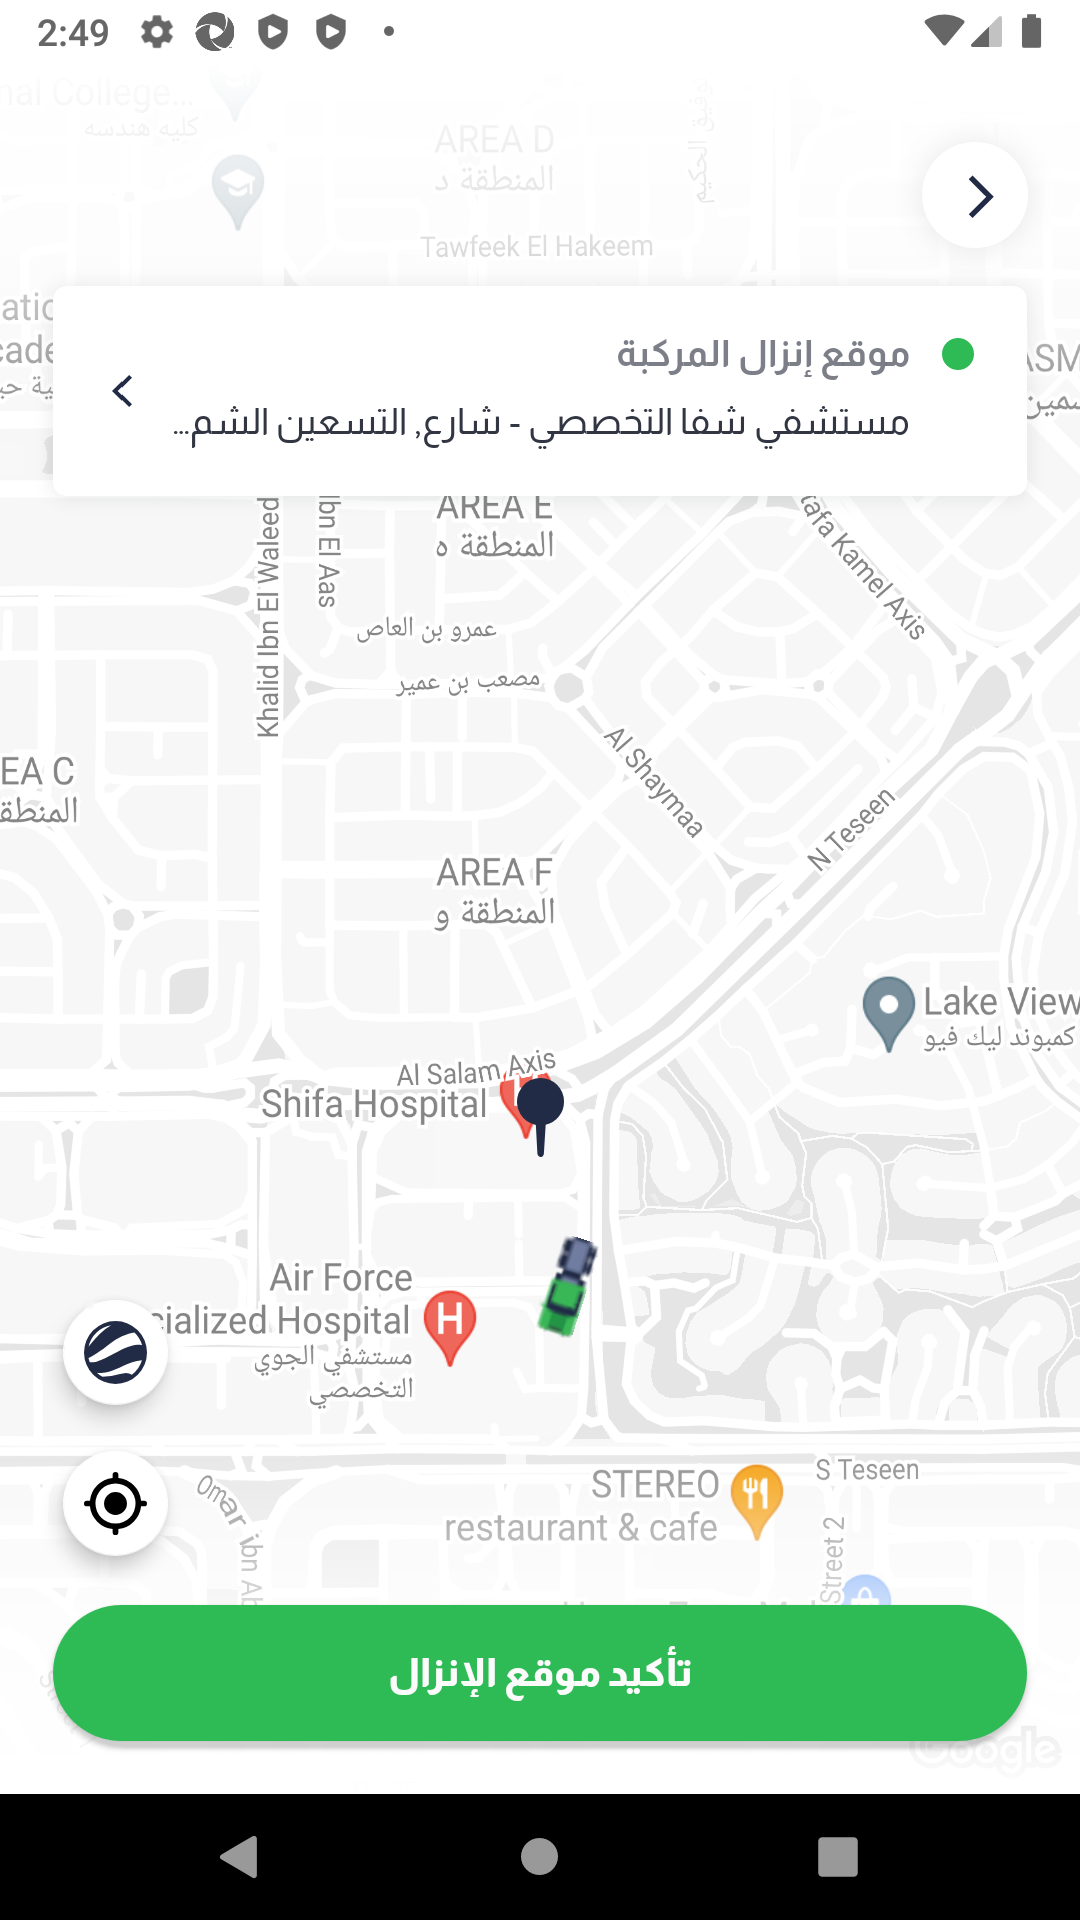 2:49
nal College...
كليه هندسه
AREA D
المنطقة د
توفيق الحكيم
Tawfeek El Hakeem
موقع إنزال المركبة
مستشفي شفا التخصصي - شارع, التسعين الشم...
AREA E
المنطقة ه
Khalid Ibn El Waleed
Ibn El Aas
tafa Kamel Axis
عمرو بن العاص
مصعب بن عمير
Al Shaymaa
N Teseen
EA C
AREA F
المنطقة و
Lake View
كمبوند ليك فيو
Al Salam Axis
Shifa Hospital
Air Force
cialized Hospital
مستشفي الجوي
التخصصي
H
S Teseen
STEREO
restaurant & cafe
Omar ibn Ab
Street 2
تأكيد موقع الإنزال
Google